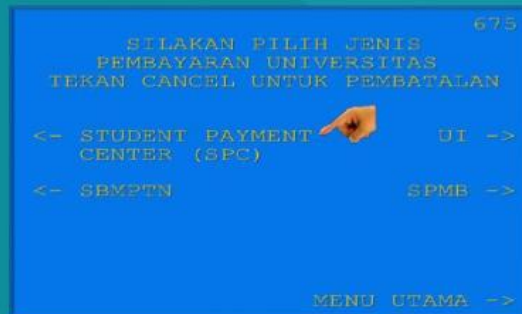 675
SILAKAN PILIH JENIS
PEMBAYARAN UNIVERSITAS
TEKAN CANCEL UNTUK PEMBATALAN
<- STUDENT PAYMENT CENTER (SPC)
UI ->
<- SBMPTN
SPMB ->
MENU UTAMA ->